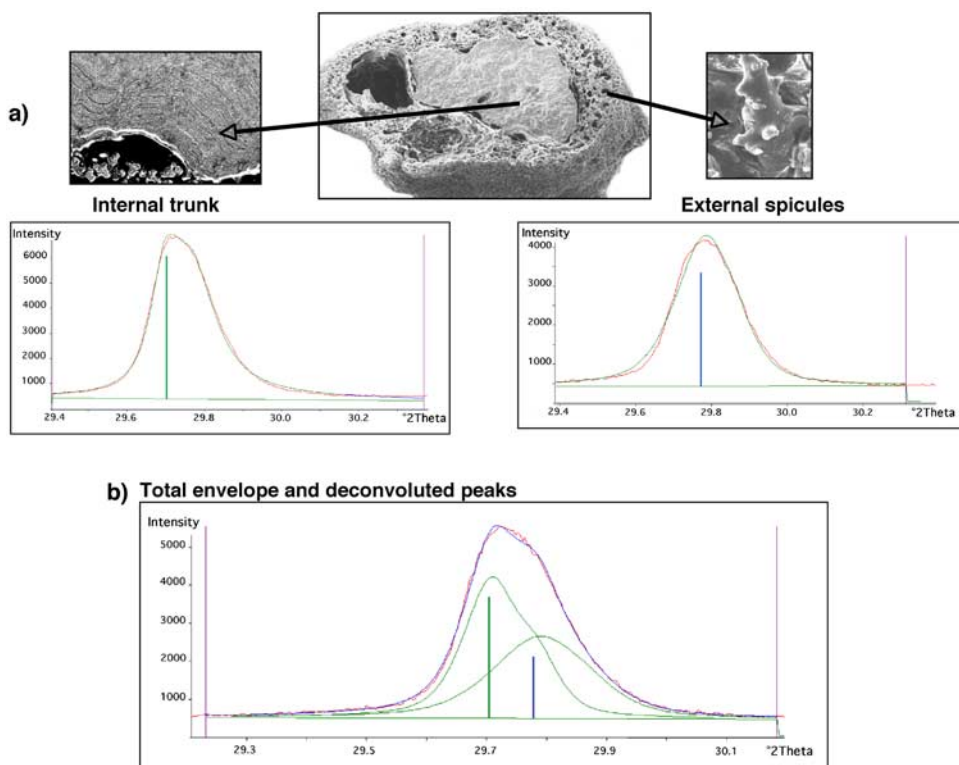 a)
Internal trunk
External spicules
Intensity
6000
5000
4000
3000
2000
1000
29.4 29.6 29.8 30.0 30.2 °2Theta
Intensity
4000
3000
2000
1000
29.4 29.6 29.8 30.0 30.2 °2Theta
b) Total envelope and deconvoluted peaks
Intensity
5000
4000
3000
2000
1000
29.3 29.5 29.7 29.9 30.1 °2Theta